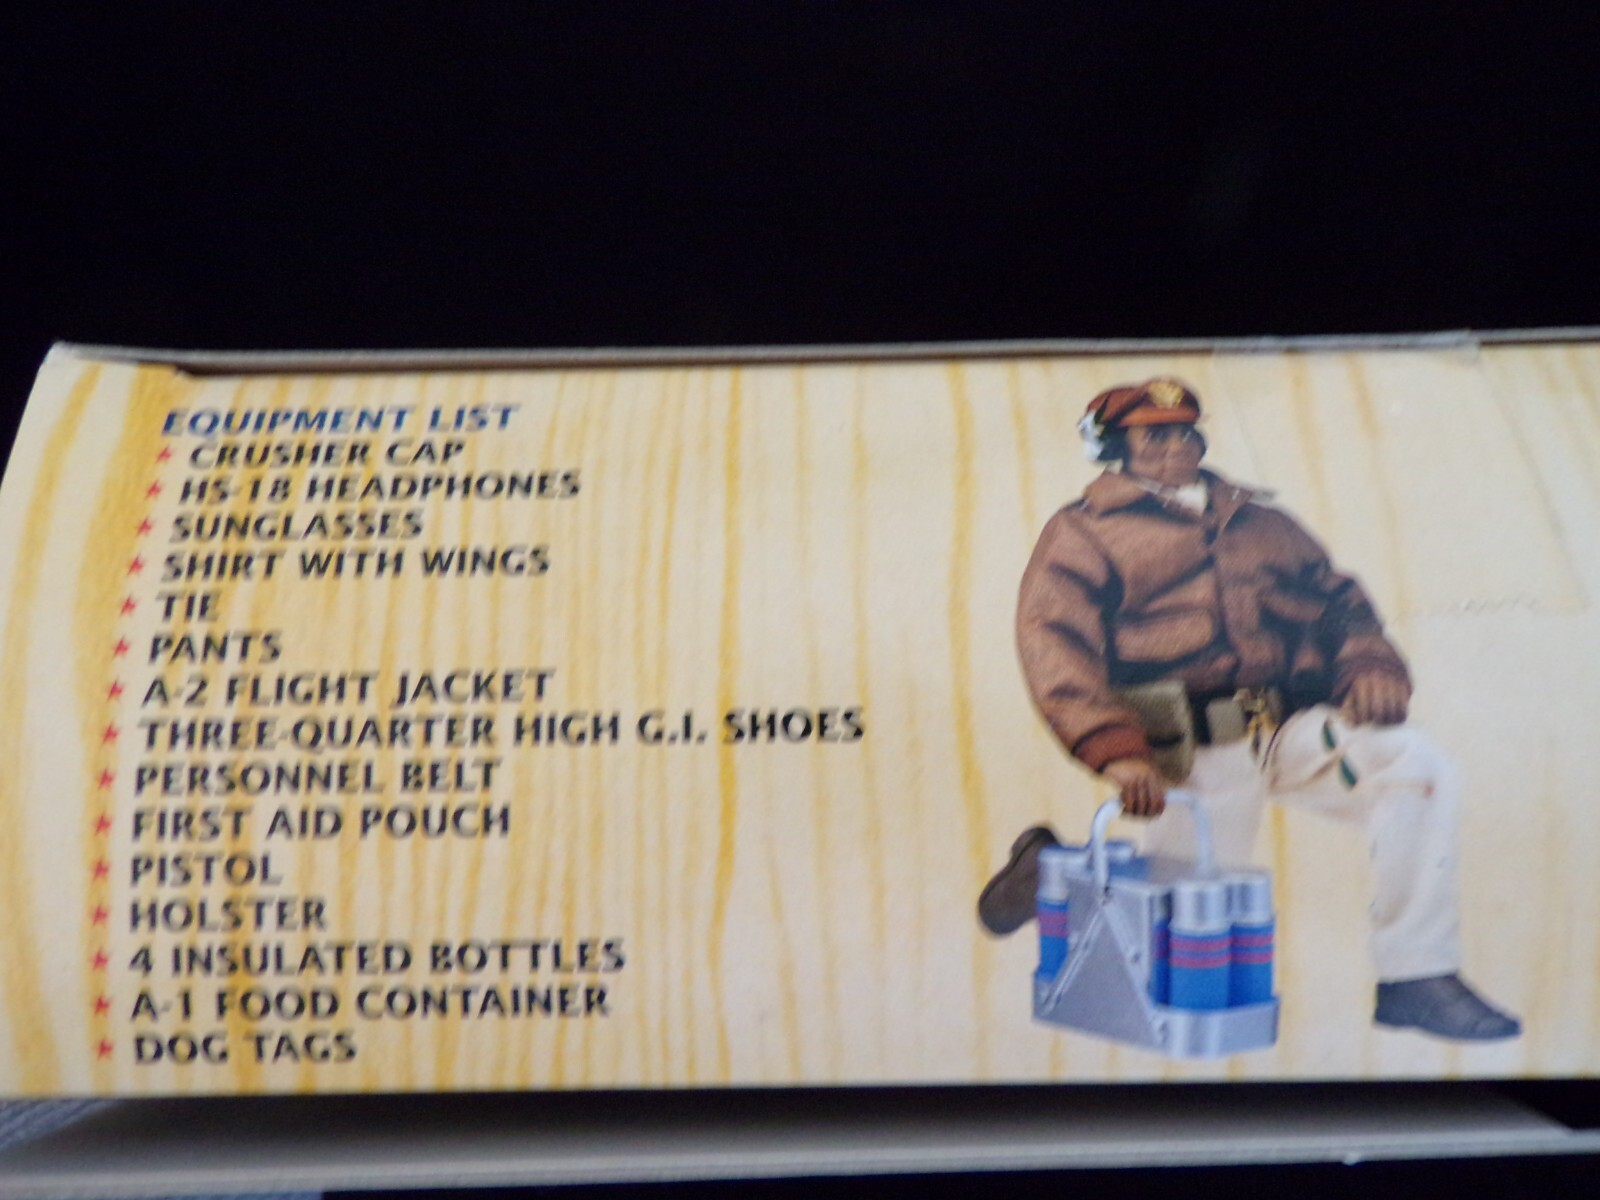 EQUIPMENT LIST
★ CRUSHER CAP
★ HS-18 HEADPHONES
★ SUNGLASSES
★ SHIRT WITH WINGS
★ TIE
★ PANTS
★ A-2 FLIGHT JACKET
★ THREE-QUARTER HIGH G.I. SHOES
★ PERSONNEL BELT
★ FIRST AID POUCH
★ PISTOL
★ HOLSTER
★ 4 INSULATED BOTTLES
★ A-1 FOOD CONTAINER
★ DOG TAGS